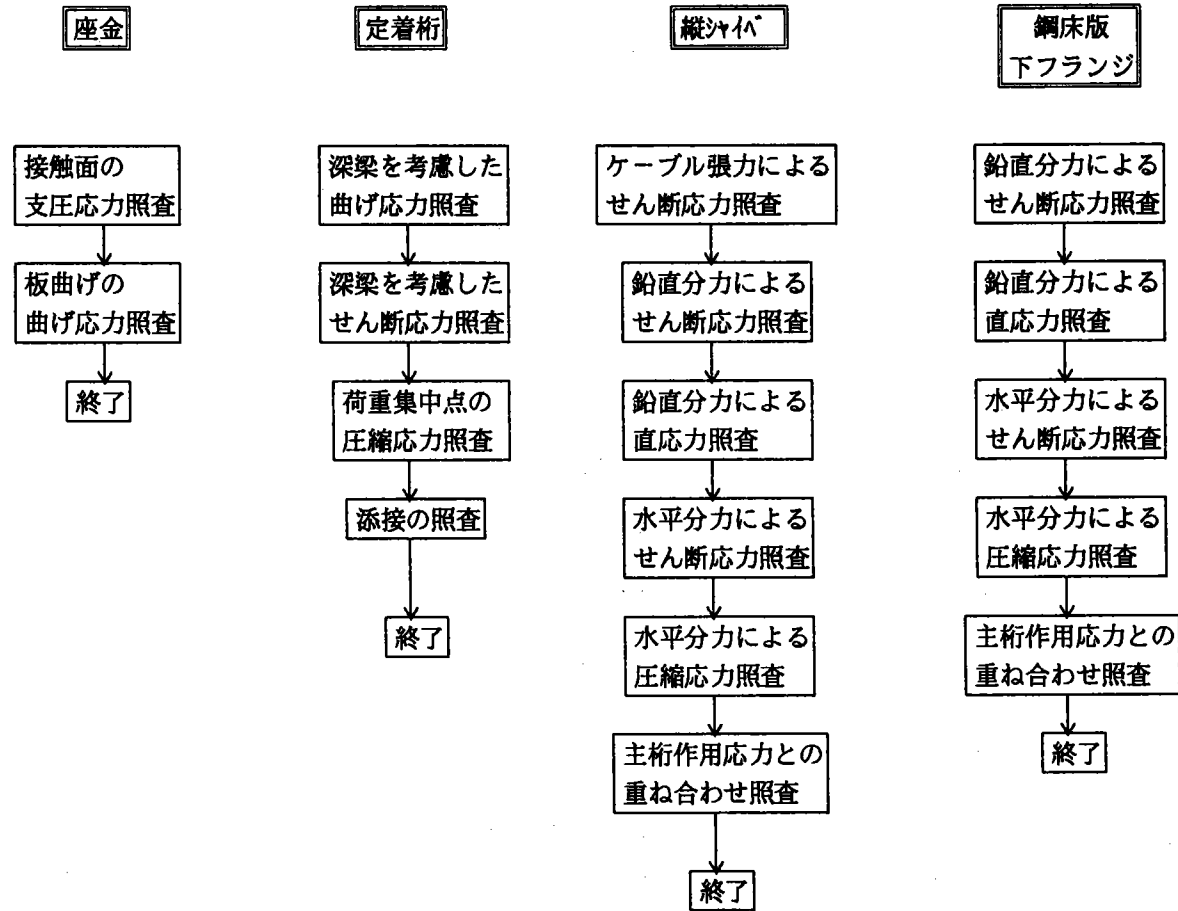 座金
接触面の
支圧応力照査
板曲げの
曲げ応力照査
終了
定着桁
深梁を考慮した
曲げ応力照査
深梁を考慮した
せん断応力照査
荷重集中点の
圧縮応力照査
添接の照査
終了
縦ｼｬｲﾍﾞ
ケーブル張力による
せん断応力照査
鉛直分力による
せん断応力照査
鉛直分力による
直応力照査
水平分力による
せん断応力照査
水平分力による
圧縮応力照査
主桁作用応力との
重ね合わせ照査
終了
鋼床版
下フランジ
鉛直分力による
せん断応力照査
鉛直分力による
直応力照査
水平分力による
せん断応力照査
水平分力による
圧縮応力照査
主桁作用応力との
重ね合わせ照査
終了